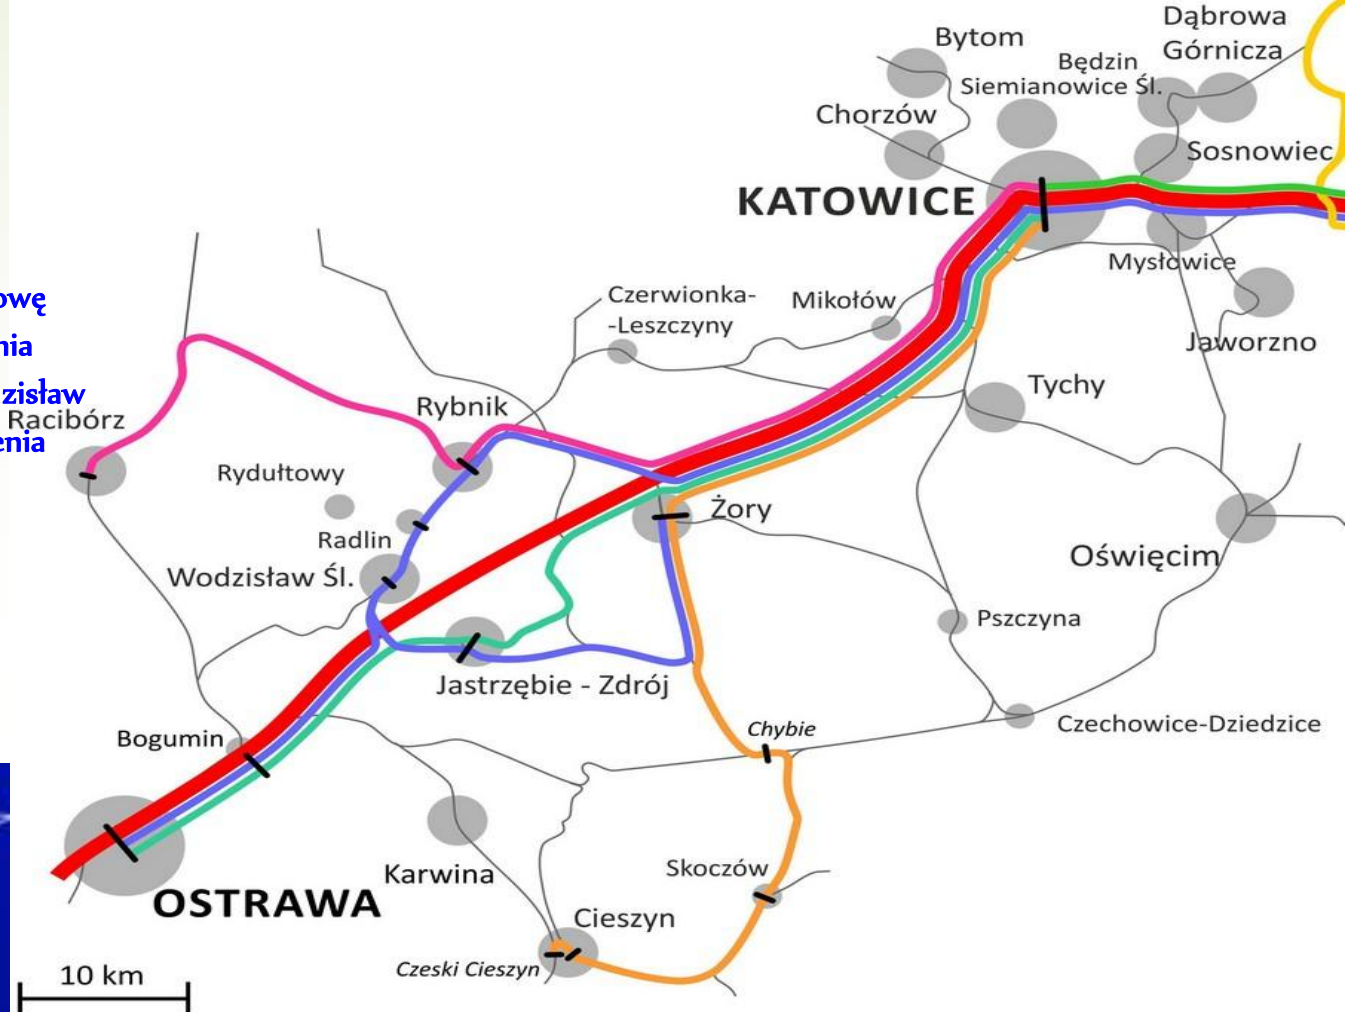 Dąbrowa
Górnicza
Bytom
Będzin
Siemianowice Śl.
Chorzów
Sosnowiec
KATOWICE
Mysłowice
owę
Czerwionka-
-Leszczyny
Mikołów
nia
Jaworzno
zisław
Tychy
Racibórz
Rybnik
enia
Rydułtowy
Żory
Radlin
Oświęcim
Wodzisław Śl.
Pszczyna
Jastrzębie - Zdrój
Bogumin
Chybie
Czechowice-Dziedzice
Karwina
Skoczów
OSTRAWA
Cieszyn
Czeski Cieszyn
10 km